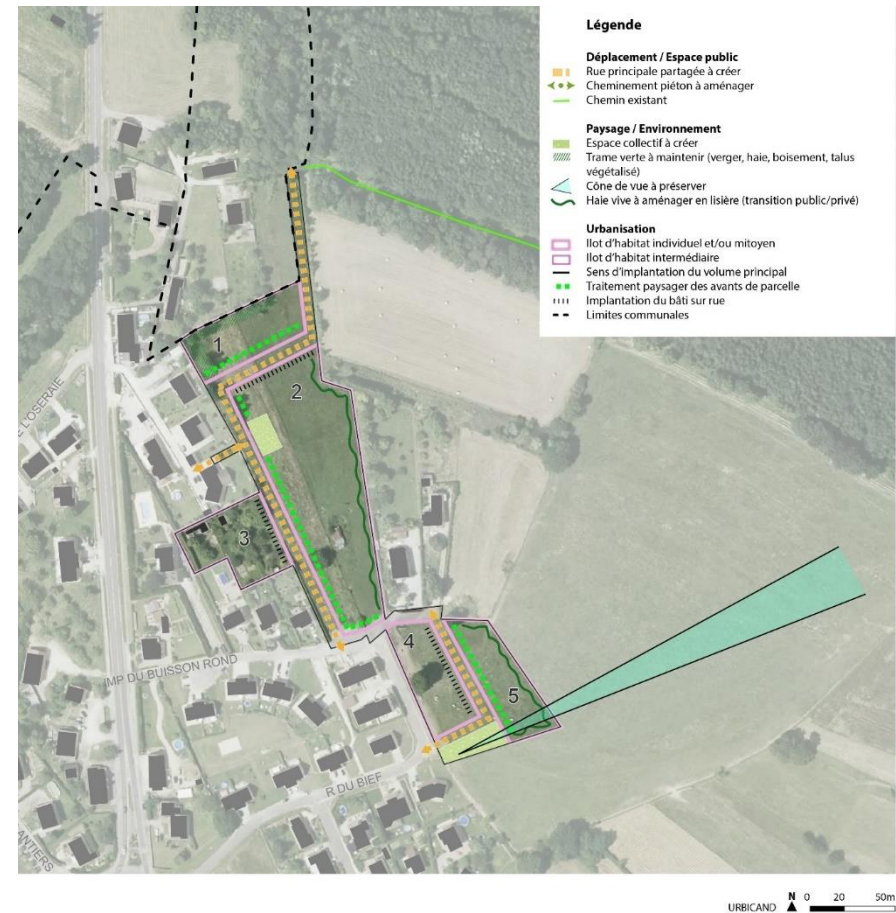 Légende
Déplacement / Espace public
Rue principale partagée à créer
Cheminement piéton à aménager
Chemin existant
Paysage / Environnement
Espace collectif à créer
Trame verte à maintenir (verger, haie, boisement, talus
végétalisé)
Cône de vue à préserver
Haie vive à aménager en lisière (transition public/privé)
Urbanisation
Ilot d'habitat individuel et/ou mitoyen
Ilot d'habitat intermédiaire
Sens d'implantation du volume principal
Traitement paysager des avants de parcelle
Implantation du bâti sur rue
Limites communales
1
2
E L'OSERAIE
3
4
IMP DU BUISSON ROND
5
R DU BIEF
ANTIERS
URBICAND N 0 20 50m